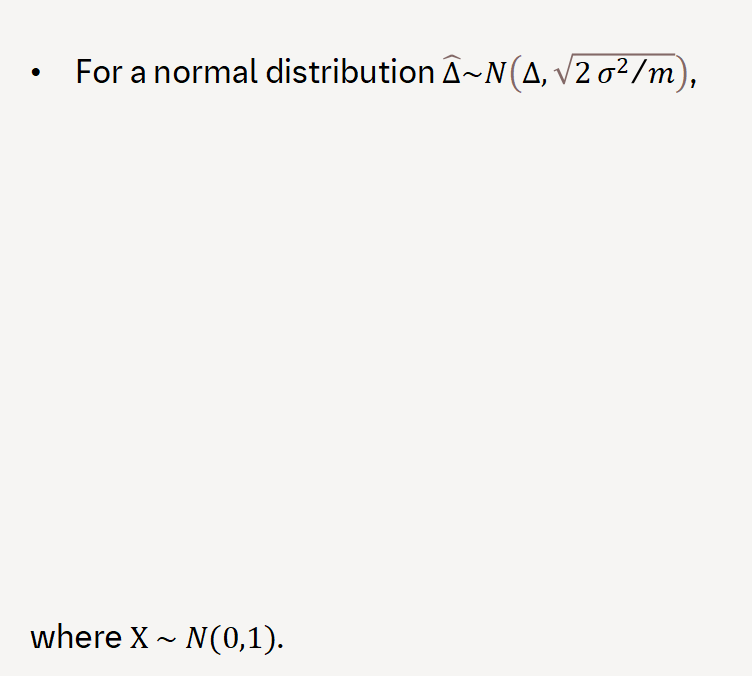 • For a normal distribution Δ̂~N(Δ, √(2 σ²/m)),
where X ~ N(0,1).